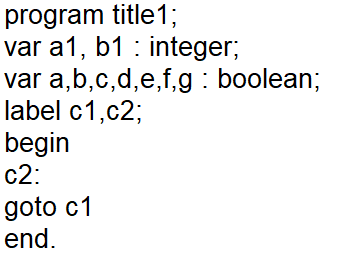 program title1;
var a1, b1 : integer;
var a,b,c,d,e,f,g : boolean;
label c1,c2;
begin
c2:
goto c1
end.